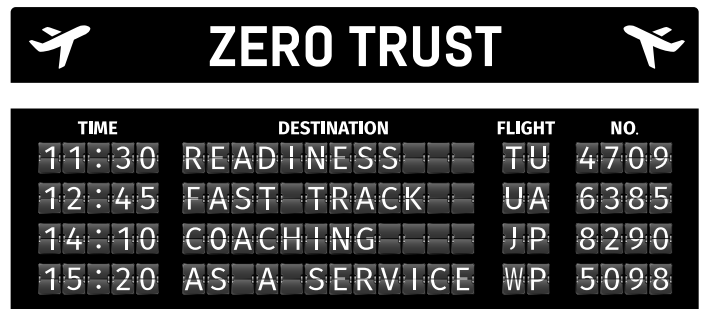 ZERO TRUST
TIME DESTINATION FLIGHT NO.
11:30 READINESS TU 4709
12:45 FAST TRACK UA 6385
14:10 COACHING JP 8290
15:20 AS A SERVICE WP 5098